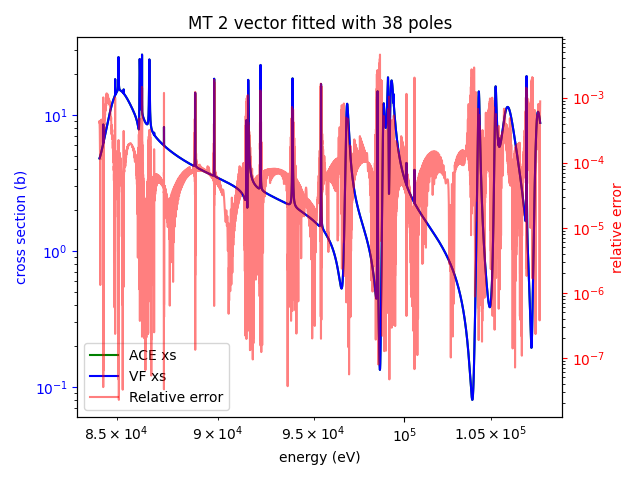 MT 2 vector fitted with 38 poles
cross section (b)
10¹
10⁰
10⁻¹
10⁻³
10⁻⁴
10⁻⁵
10⁻⁶
10⁻⁷
relative error
ACE xs
VF xs
Relative error
8.5 × 10⁴
9 × 10⁴
9.5 × 10⁴
10⁵
1.05 × 10⁵
energy (eV)